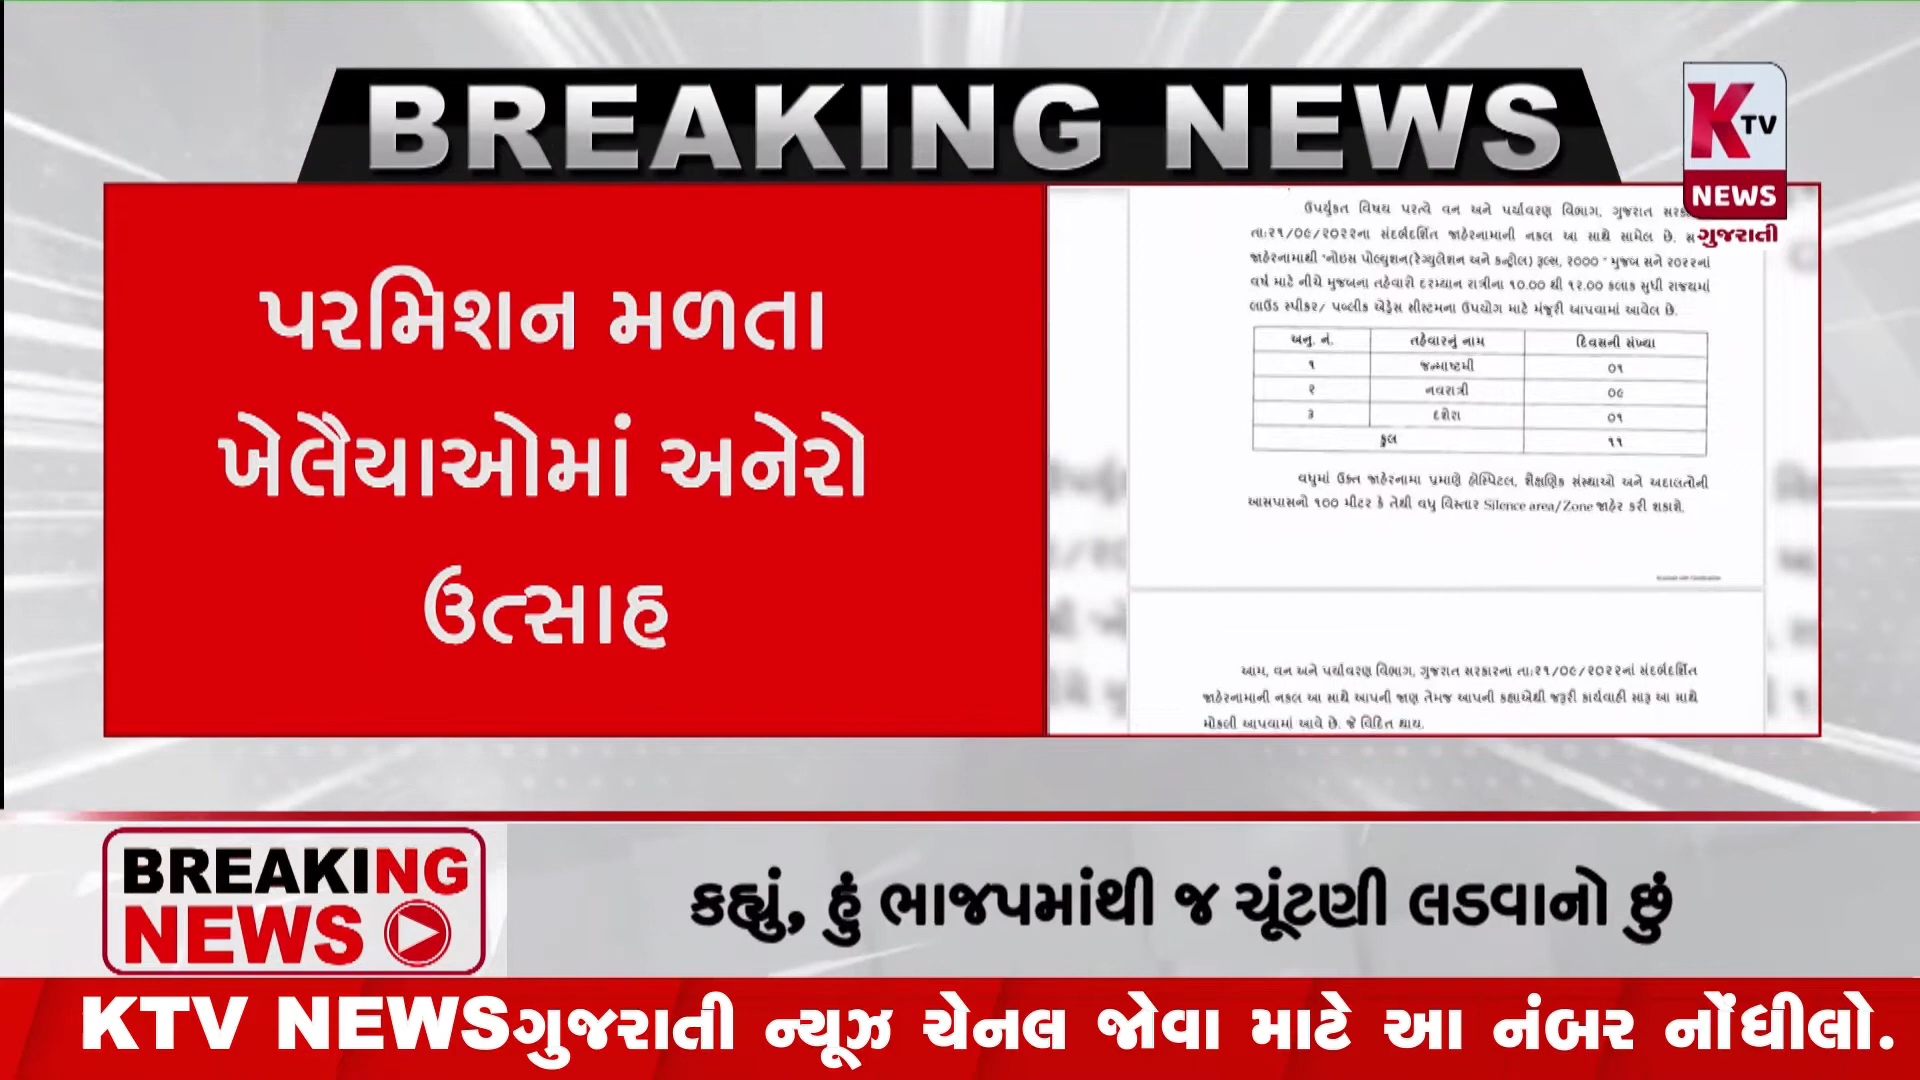 BREAKING NEWS
K TV
NEWS
ગુજરાતી
પરમિશન મળતા
ખેલૈયાઓમાં અનેરો
ઉત્સાહ
ઉપર્યુક્ત વિષય પરત્વે વન અને પર્યાવરણ વિભાગ, ગુજરાત
તા:૨૧/૦૯/૨૦૨૨ના સંદર્ભદર્શિત જાહેરનામાની નકલ આ સાથે સામેલ છે.
જાહેરનામાથી "નોઇસ પોલ્યુશન(રેગ્યુલેશન અને કન્ટ્રોલ) રૂલ્સ, ૨૦૦૦ " મુજબ સને ૨૦૨૨નાં
વર્ષ માટે નીચે મુજબના તહેવારો દરમ્યાન રાત્રીના ૧૦.૦૦ થી ૧૨.૦૦ કલાક સુધી રાજ્યમાં
લાઉડ સ્પીકર/ પબ્લીક એડ્રેસ સીસ્ટમના ઉપયોગ માટે મંજૂરી આપવામાં આવેલ છે.
અનુ. નં. તહેવારનું નામ દિવસની સંખ્યા
૧ જન્માષ્ટમી ૦૧
૨ નવરાત્રી ૦૯
૩ દશેરા ૦૧
કુલ ૧૧
વધુમાં ઉક્ત જાહેરનામા પ્રમાણે હોસ્પિટલ, શૈક્ષણિક સંસ્થાઓ અને અદાલતોની
આસપાસનો ૧૦૦ મીટર કે તેથી વધુ વિસ્તાર Silence area/Zone જાહેર કરી શકાશે.
આમ, વન અને પર્યાવરણ વિભાગ, ગુજરાત સરકારના તા:૨૧/૦૯/૨૦૨૨નાં સંદર્ભદર્શિત
જાહેરનામાની નકલ આ સાથે આપની જાણ તેમજ આપની કક્ષાએથી જરૂરી કાર્યવાહી સારૂ આ સાથે
મોકલી આપવામાં આવે છે. જે વિદિત થાય.
BREAKING
NEWS
કહ્યું, હું ભાજપમાંથી જ ચૂંટણી લડવાનો છું
KTV NEWSગુજરાતી ન્યૂઝ ચેનલ જોવા માટે આ નંબર નોંધીલો.